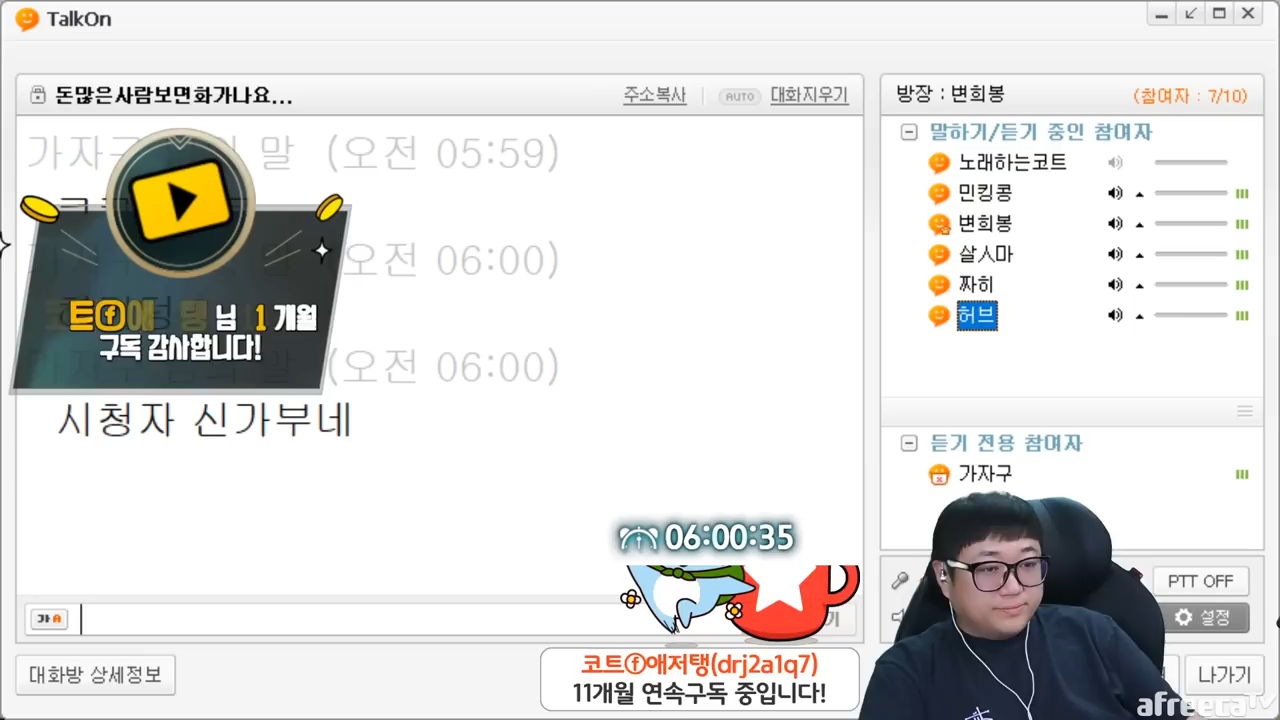 TalkOn
돈많은사람보면화가나요...
주소복사
AUTO
대화지우기
말 (오전 05:59)
(오전 06:00)
님 11개월
구독 감사합니다!
(오전 06:00)
시청자 신가부네
06:00:35
가A
대화방 상세정보
코트ⓕ애저탱(drj2a1q7)
11개월 연속구독 중입니다!
방장 : 변희봉
(참여자 : 7/10)
말하기/듣기 중인 참여자
노래하는코트
민킹콩
변희봉
살人마
짜히
허브
듣기 전용 참여자
가자구
PTT OFF
설정
나가기
afreecaTV